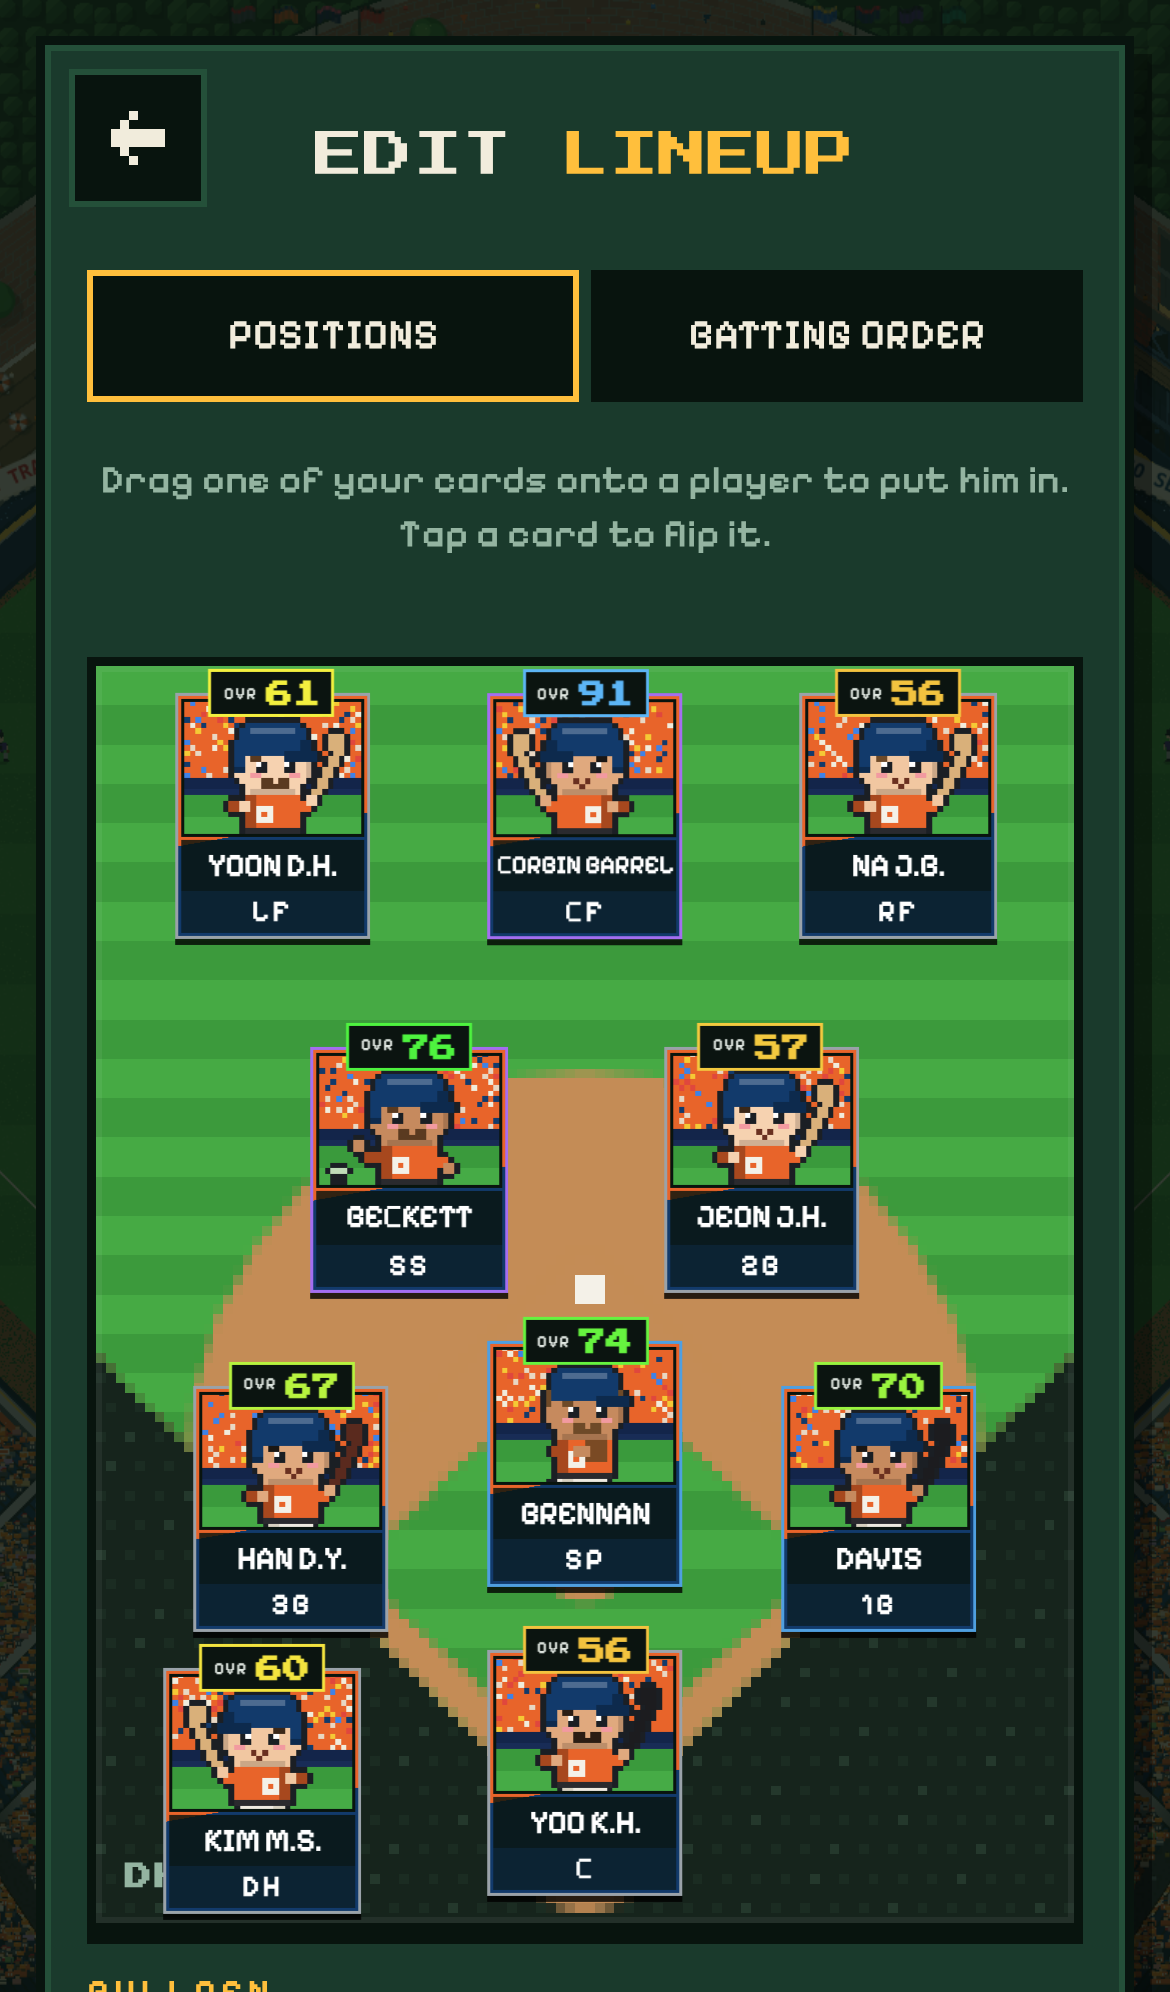 EDIT LINEUP
POSITIONS
BATTING ORDER
Drag one of your cards onto a player to put him in.
Tap a card to flip it.
OVR 61
YOON D.H.
LF
OVR 91
CORBIN BARREL
CF
OVR 56
NA J.B.
RF
OVR 76
BECKETT
SS
OVR 57
JEON J.H.
2B
OVR 74
BRENNAN
SP
OVR 67
HAN D.Y.
3B
OVR 70
DAVIS
1B
OVR 60
KIM M.S.
DH
OVR 56
YOO K.H.
C
BULLPEN